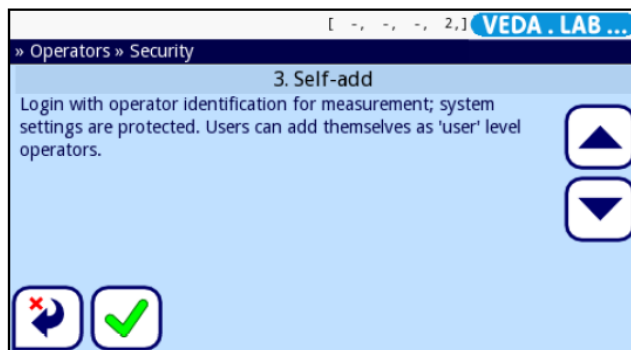 [ -, -, -, 2,] VEDA . LAB ...
» Operators » Security
3. Self-add
Login with operator identification for measurement; system
settings are protected. Users can add themselves as 'user' level
operators.